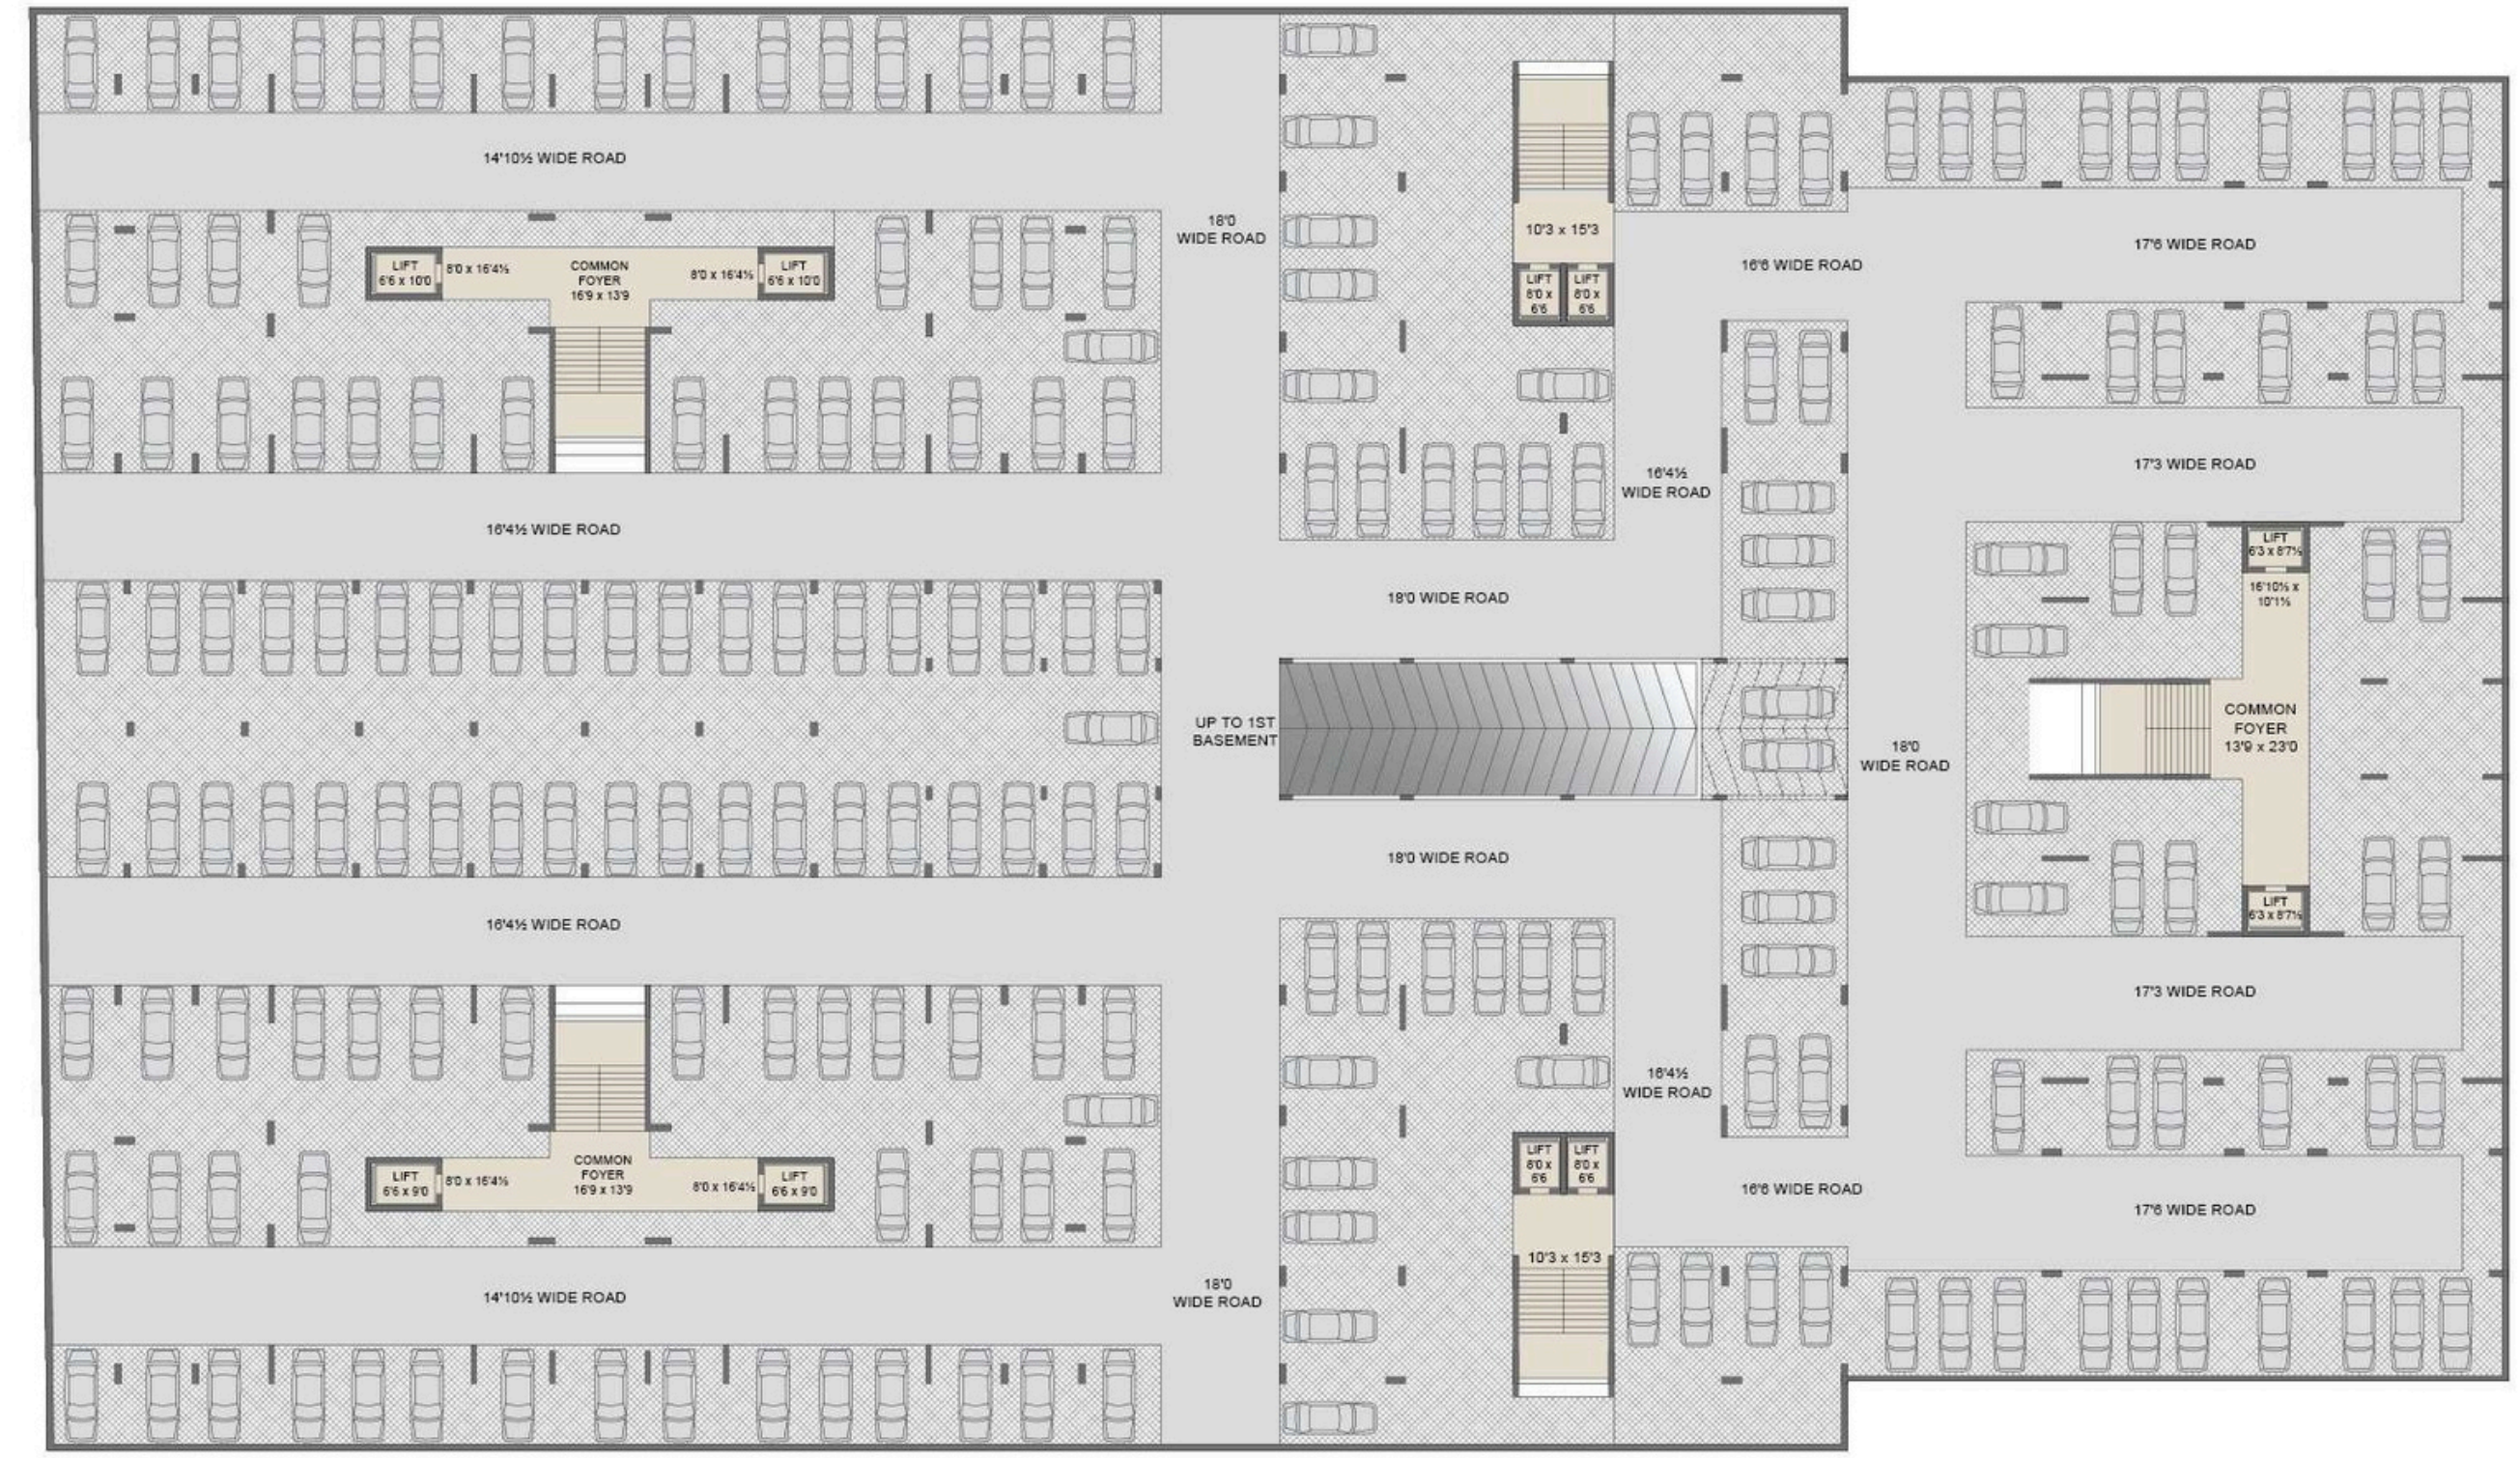 14'10½ WIDE ROAD
18'0
WIDE ROAD
LIFT
6'6 x 10'0
8'0 x 16'4½
COMMON
FOYER
16'9 x 13'9
8'0 x 16'4½
LIFT
6'6 x 10'0
10'3 x 15'3
LIFT
8'0 x
6'6
LIFT
8'0 x
6'6
16'6 WIDE ROAD
17'6 WIDE ROAD
17'3 WIDE ROAD
16'4½
WIDE ROAD
16'4½ WIDE ROAD
18'0 WIDE ROAD
LIFT
6'3 x 8'7½
16'10½ x
10'1½
UP TO 1ST
BASEMENT
18'0
WIDE ROAD
COMMON
FOYER
13'9 x 23'0
18'0 WIDE ROAD
LIFT
6'3 x 8'7½
16'4½ WIDE ROAD
17'3 WIDE ROAD
16'4½
WIDE ROAD
LIFT
6'6 x 9'0
8'0 x 16'4½
COMMON
FOYER
16'9 x 13'9
8'0 x 16'4½
LIFT
6'6 x 9'0
LIFT
8'0 x
6'6
LIFT
8'0 x
6'6
16'6 WIDE ROAD
17'6 WIDE ROAD
10'3 x 15'3
14'10½ WIDE ROAD
18'0
WIDE ROAD